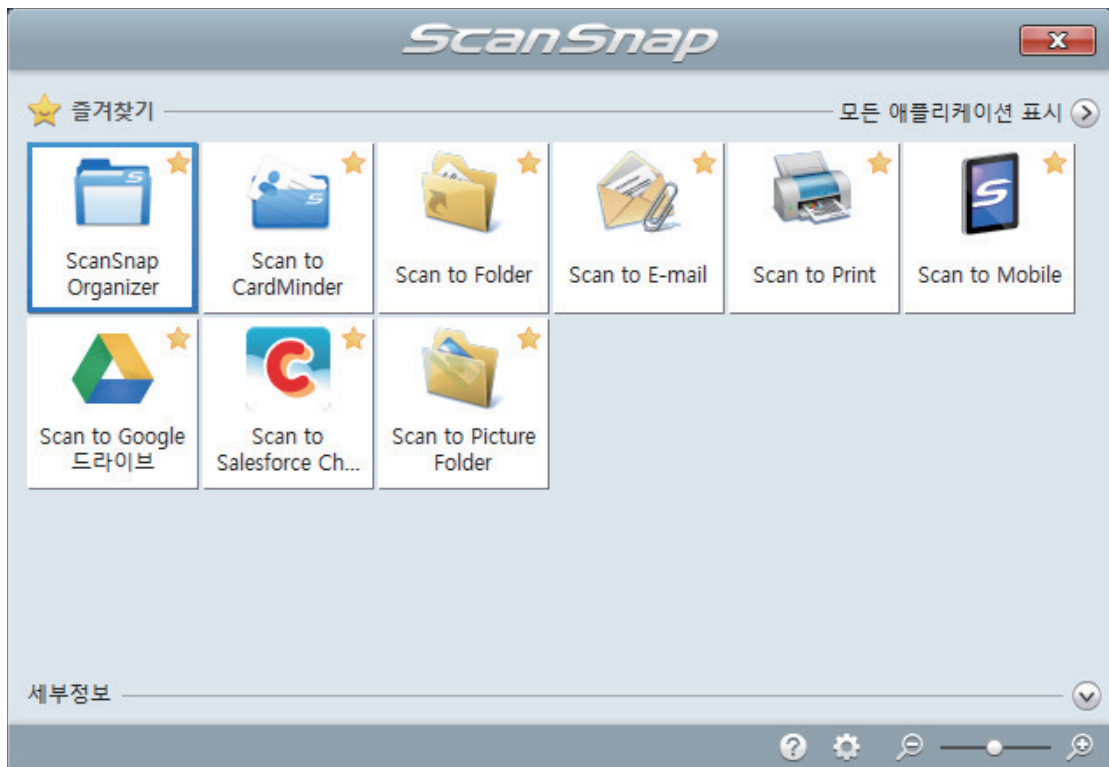 ScanSnap
즐겨찾기
모든 애플리케이션 표시
ScanSnap
Organizer
Scan to
CardMinder
Scan to Folder
Scan to E-mail
Scan to Print
Scan to Mobile
Scan to Google
드라이브
Scan to
Salesforce Ch...
Scan to Picture
Folder
세부정보